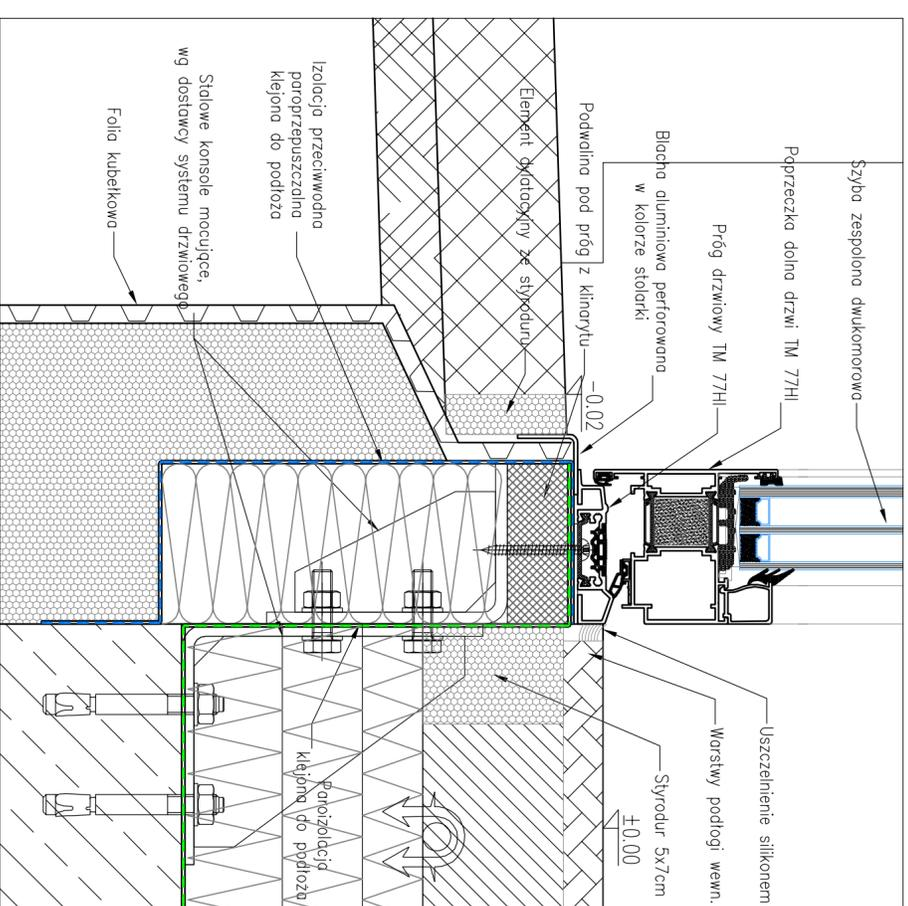 Szyba zespolona dwukomorowa
Poprzeczka dolna drzwi TM 77HI
Próg drzwiowy TM 77HI
Blacha aluminiowa perforowana
w kolorze stolarki
Podwalina pod próg z klinarytu
Element dylatacyjny ze styroduru
-0.02
Izolacja przeciwwodna
paroprzepuszczalna
klejona do podłoża
Stalowe konsole mocujące,
wg dostawcy systemu drzwiowego
Folia kubełkowa
Uszczelnienie silikonem
Warstwy podłogi wewn.
Styrodur 5x7cm
±0.00
Paroizolacja
klejona do podłoża